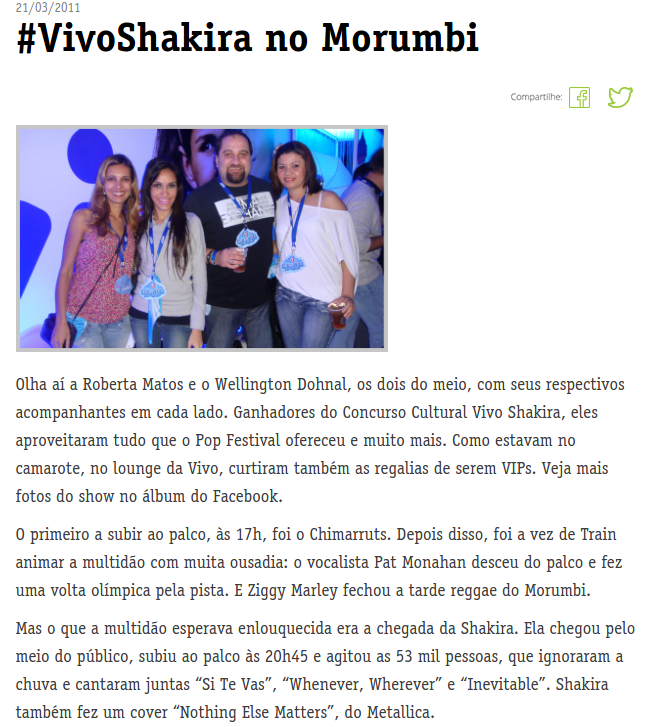 21/03/2011
#VivoShakira no Morumbi
Compartilhe:
Olha aí a Roberta Matos e o Wellington Dohnal, os dois do meio, com seus respectivos
acompanhantes em cada lado. Ganhadores do Concurso Cultural Vivo Shakira, eles
aproveitaram tudo que o Pop Festival ofereceu e muito mais. Como estavam no
camarote, no lounge da Vivo, curtiram também as regalias de serem VIPs. Veja mais
fotos do show no álbum do Facebook.
O primeiro a subir ao palco, às 17h, foi o Chimarruts. Depois disso, foi a vez de Train
animar a multidão com muita ousadia: o vocalista Pat Monahan desceu do palco e fez
uma volta olímpica pela pista. E Ziggy Marley fechou a tarde reggae do Morumbi.
Mas o que a multidão esperava enlouquecida era a chegada da Shakira. Ela chegou pelo
meio do público, subiu ao palco às 20h45 e agitou as 53 mil pessoas, que ignoraram a
chuva e cantaram juntas “Si Te Vas”, “Whenever, Wherever” e “Inevitable”. Shakira
também fez um cover “Nothing Else Matters”, do Metallica.